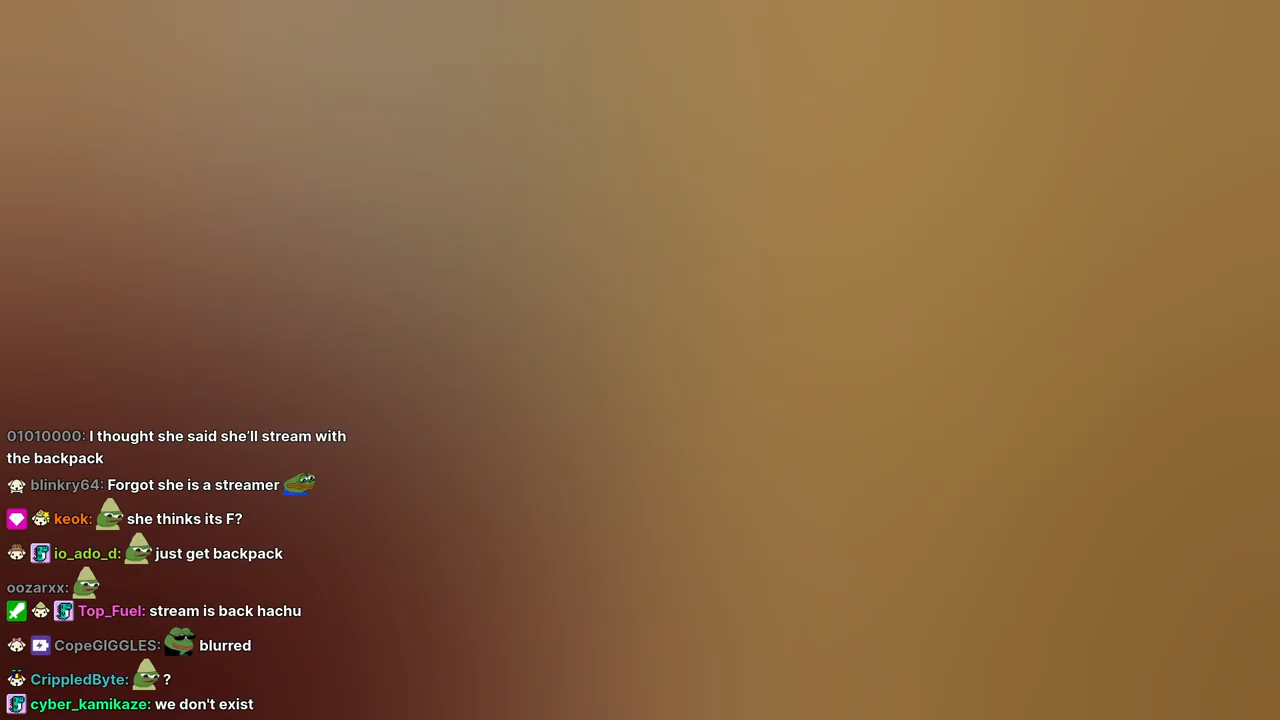 01010000: I thought she said she’ll stream with
the backpack
blinkry64: Forgot she is a streamer
keok: she thinks its F?
io_ado_d: just get backpack
oozarxx:
Top_Fuel: stream is back hachu
CopeGIGGLES: blurred
CrippledByte: ?
cyber_kamikaze: we don't exist